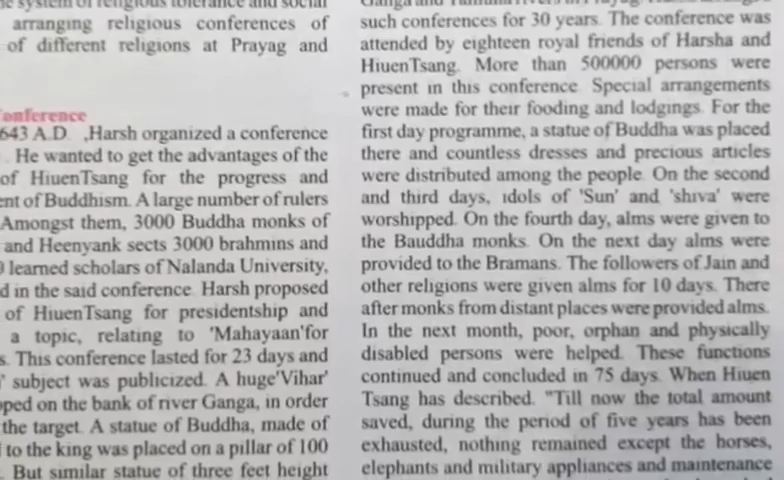 he system of religious tolerance and social
arranging religious conferences of
of different religions at Prayag and
onference
643 A.D. ,Harsh organized a conference
. He wanted to get the advantages of the
of HiuenTsang for the progress and
ent of Buddhism. A large number of rulers
Amongst them, 3000 Buddha monks of
and Heenyank sects 3000 brahmins and
learned scholars of Nalanda University,
d in the said conference. Harsh proposed
of HiuenTsang for presidentship and
a topic, relating to 'Mahayaan'for
s. This conference lasted for 23 days and
' subject was publicized. A huge'Vihar'
ped on the bank of river Ganga, in order
the target. A statue of Buddha, made of
to the king was placed on a pillar of 100
. But similar statue of three feet height
such conferences for 30 years. The conference was
attended by eighteen royal friends of Harsha and
HiuenTsang. More than 500000 persons were
present in this conference. Special arrangements
were made for their fooding and lodgings. For the
first day programme, a statue of Buddha was placed
there and countless dresses and precious articles
were distributed among the people. On the second
and third days, idols of 'Sun' and 'shiva' were
worshipped. On the fourth day, alms were given to
the Bauddha monks. On the next day alms were
provided to the Bramans. The followers of Jain and
other religions were given alms for 10 days. There
after monks from distant places were provided alms.
In the next month, poor, orphan and physically
disabled persons were helped. These functions
continued and concluded in 75 days. When Hiuen
Tsang has described. "Till now the total amount
saved, during the period of five years has been
exhausted, nothing remained except the horses,
elephants and military appliances and maintenance